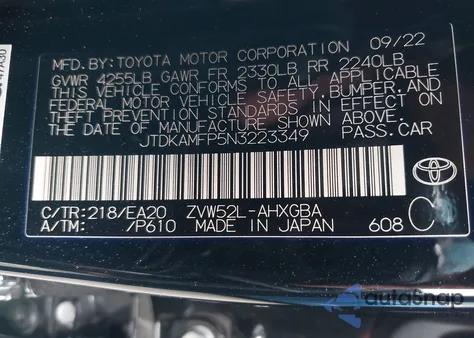 MFD. BY: TOYOTA MOTOR CORPORATION 09/22
GVWR 4255LB GAWR FR 2330LB RR 2240LB
THIS VEHICLE CONFORMS TO ALL APPLICABLE
FEDERAL MOTOR VEHICLE SAFETY, BUMPER, AND
THEFT PREVENTION STANDARDS IN EFFECT ON
THE DATE OF MANUFACTURE SHOWN ABOVE.
JTDKAMFP5N3223349 PASS. CAR
C/TR: 218/EA20 ZVW52L-AHXGBA
A/TM: /P610 MADE IN JAPAN 608 C
TOYOTA
autoSnap